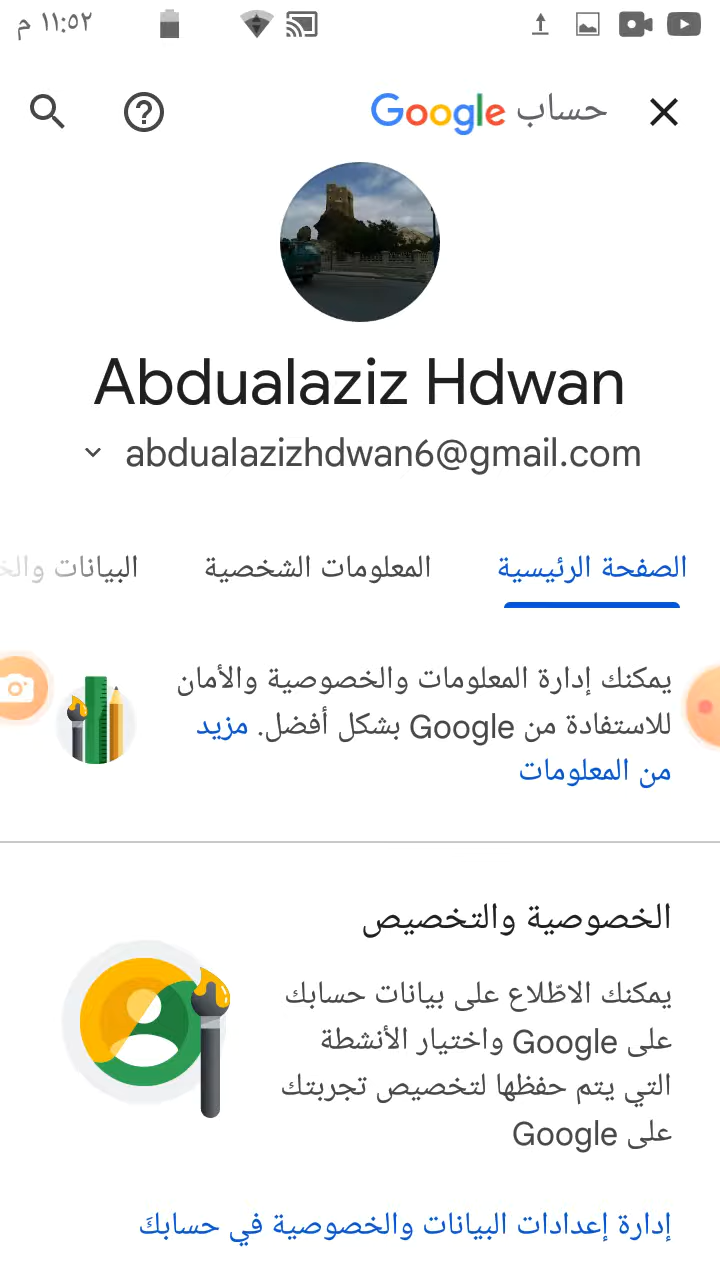 ١١:٥٢ م
حساب Google
Abdualaziz Hdwan
abdualazizhdwan6@gmail.com
الصفحة الرئيسية المعلومات الشخصية البيانات
يمكنك إدارة المعلومات والخصوصية والأمان
للاستفادة من Google بشكل أفضل. مزيد
من المعلومات
الخصوصية والتخصيص
يمكنك الاطّلاع على بيانات حسابك
على Google واختيار الأنشطة
التي يتم حفظها لتخصيص تجربتك
على Google
إدارة إعدادات البيانات والخصوصية في حسابكَ